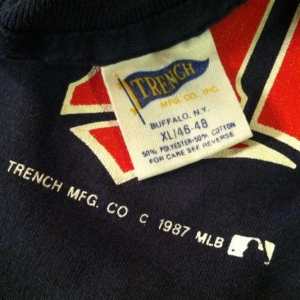 TRENCH
MFG. CO., INC.
BUFFALO, N.Y.
XL/46-48
50% POLYESTER-50% COTTON
FOR CARE SEE REVERSE
TRENCH MFG. CO C 1987 MLB